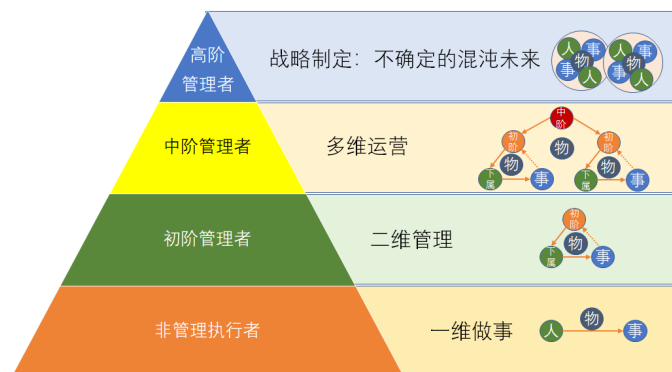 高阶
管理者
战略制定：不确定的混沌未来
人
事
物
事
人
人
事
物
事
人
中阶管理者
多维运营
中阶
初阶
初阶
物
物
物
下属
事
下属
事
初阶管理者
二维管理
初阶
物
下属
事
非管理执行者
一维做事
物
人
事